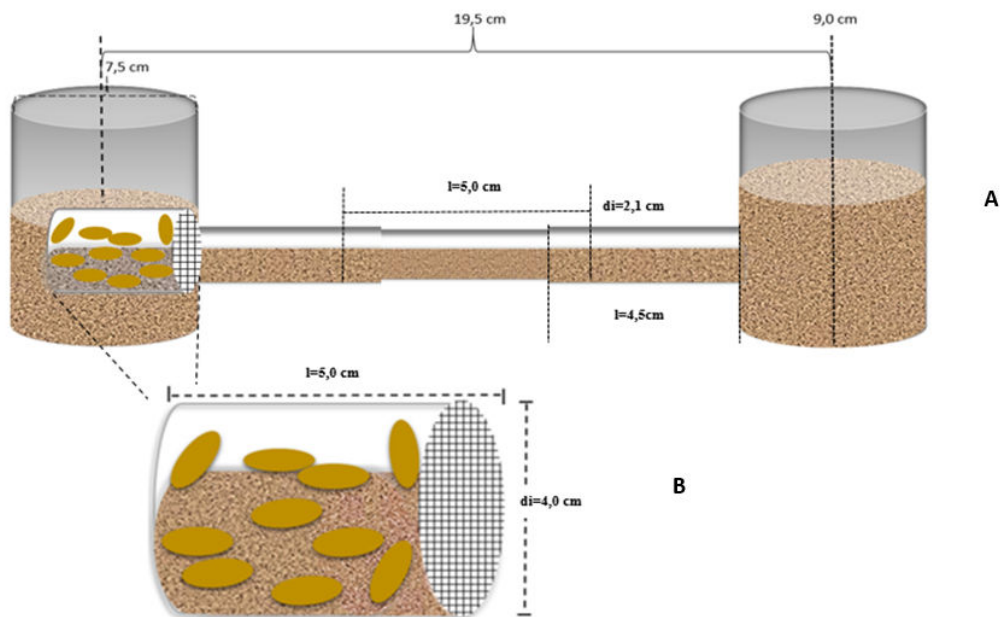 19,5 cm
9,0 cm
7,5 cm
l=5,0 cm
di=2,1 cm
A
l=4,5cm
l=5,0 cm
B
di=4,0 cm